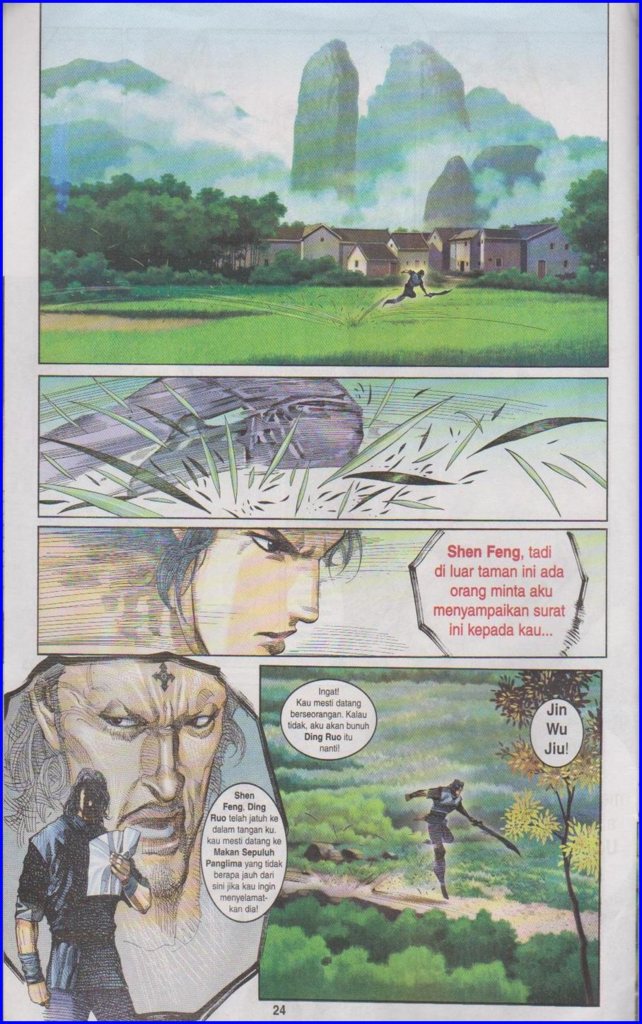 Shen Feng, tadi
di luar taman ini ada
orang minta aku
menyampaikan surat
ini kepada kau...
Shen
Feng, Ding
Ruo telah jatuh ke
dalam tangan ku.
kau mesti datang ke
Makan Sepuluh
Panglima yang tidak
berapa jauh dari
sini jika kau ingin
menyelamat-
kan dia!
Ingat!
Kau mesti datang
berseorangan. Kalau
tidak, aku akan bunuh
Ding Ruo itu
nanti!
Jin
Wu
Jiu!
24